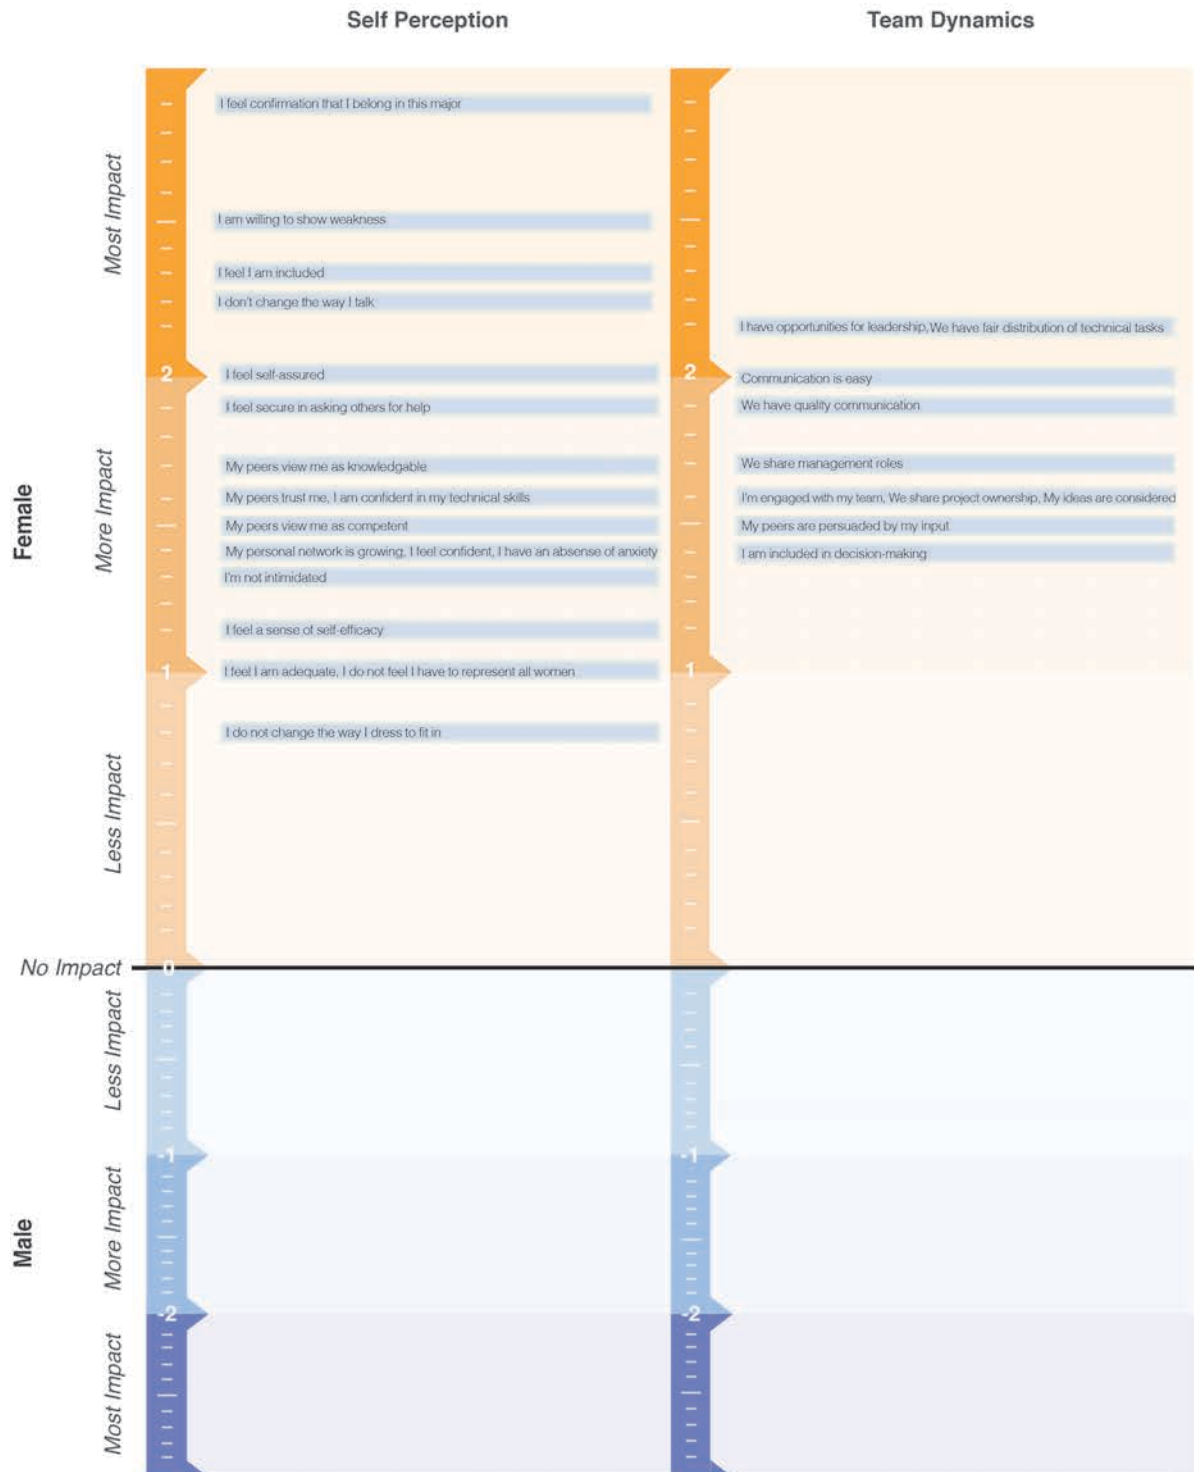 Self Perception
Team Dynamics
Female
Most Impact
I feel confirmation that I belong in this major
I am willing to show weakness
I feel I am included
I don't change the way I talk
I have opportunities for leadership, We have fair distribution of technical tasks
2
I feel self-assured
2
Communication is easy
More Impact
I feel secure in asking others for help
We have quality communication
My peers view me as knowledgable
We share management roles
My peers trust me, I am confident in my technical skills
I'm engaged with my team, We share project ownership, My ideas are considered
My peers view me as competent
My peers are persuaded by my input
My personal network is growing, I feel confident, I have an absense of anxiety
I am included in decision-making
I'm not intimidated
I feel a sense of self-efficacy
1
I feel I am adequate, I do not feel I have to represent all women
1
Less Impact
I do not change the way I dress to fit in
No Impact
0
0
Male
Less Impact
-1
-1
More Impact
-2
-2
Most Impact